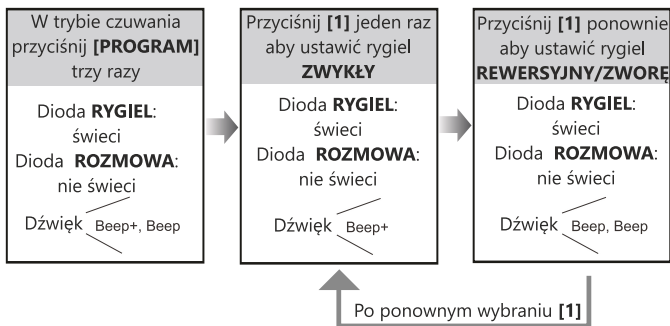 W trybie czuwania
przyciśnij [PROGRAM]
trzy razy
Dioda RYGIEL:
świeci
Dioda ROZMOWA:
nie świeci
Dźwięk Beep+, Beep
Przyciśnij [1] jeden raz
aby ustawić rygiel
ZWYKŁY
Dioda RYGIEL:
świeci
Dioda ROZMOWA:
nie świeci
Dźwięk Beep+
Przyciśnij [1] ponownie
aby ustawić rygiel
REWERSYJNY/ZWORĘ
Dioda RYGIEL:
świeci
Dioda ROZMOWA:
nie świeci
Dźwięk Beep, Beep
Po ponownym wybraniu [1]